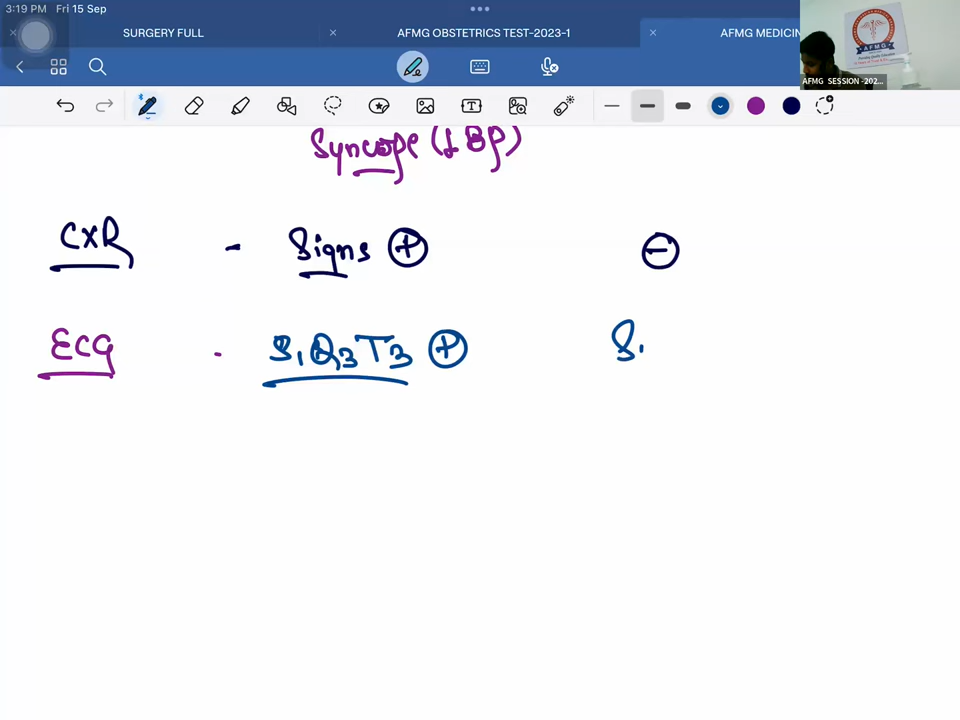 3:19 PM Fri 15 Sep
SURGERY FULL
AFMG OBSTETRICS TEST-2023-1
AFMG MEDICIN
AFMG
AFMG SESSION -202...
Syncope (↓BP)
CXR - Signs ⊕ ⊖
ECG - S₁Q₃T₃ ⊕ S₁